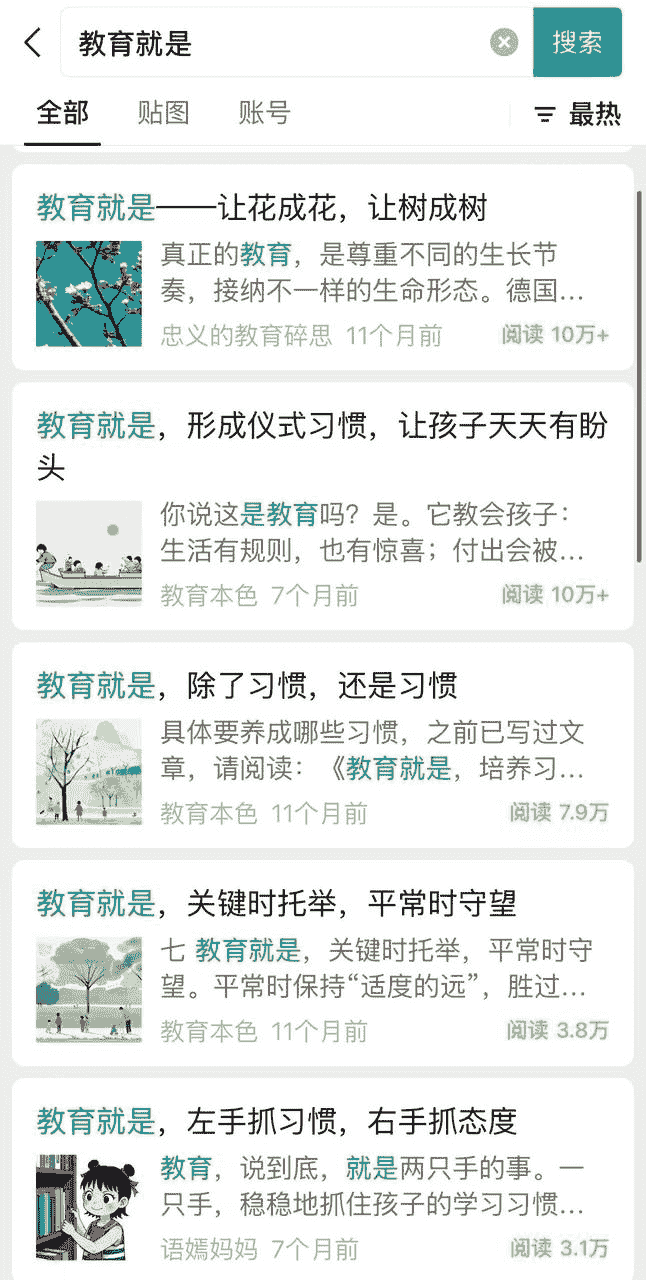 教育就是
搜索
全部 贴图 账号 最热
教育就是——让花成花，让树成树
真正的教育，是尊重不同的生长节
奏，接纳不一样的生命形态。德国...
忠义的教育碎思 11个月前 阅读 10万+
教育就是，形成仪式习惯，让孩子天天有盼
头
你说这是教育吗？是。它教会孩子：
生活有规则，也有惊喜；付出会被...
教育本色 7个月前 阅读 10万+
教育就是，除了习惯，还是习惯
具体要养成哪些习惯，之前已写过文
章，请阅读：《教育就是，培养习...
教育本色 11个月前 阅读 7.9万
教育就是，关键时托举，平常时守望
七 教育就是，关键时托举，平常时守
望。平常时保持“适度的远”，胜过...
教育本色 11个月前 阅读 3.8万
教育就是，左手抓习惯，右手抓态度
教育，说到底，就是两只手的事。一
只手，稳稳地抓住孩子的学习习惯...
语嫣妈妈 7个月前 阅读 3.1万